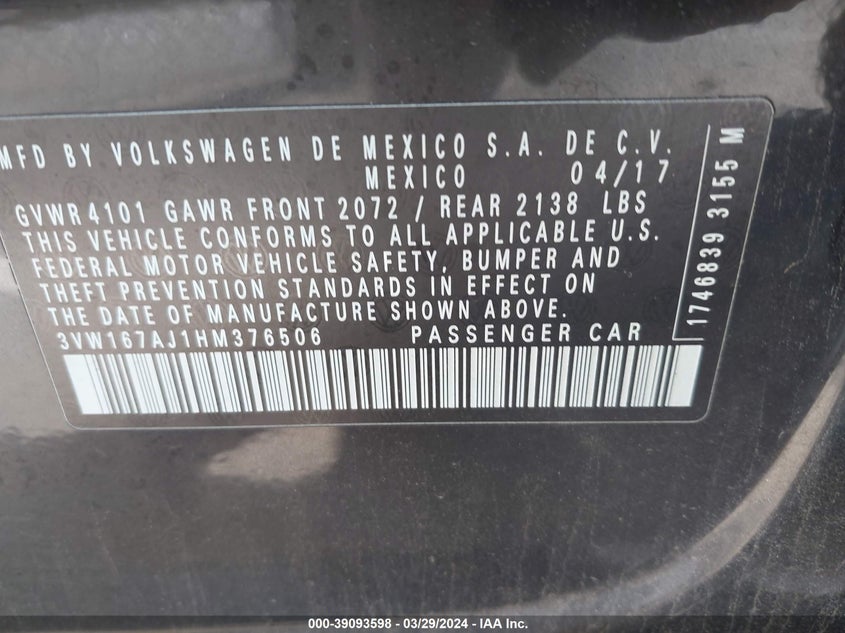 MFD BY VOLKSWAGEN DE MEXICO S.A. DE C.V.
MEXICO 04/17
GVWR 4101 GAWR FRONT 2072 / REAR 2138 LBS
THIS VEHICLE CONFORMS TO ALL APPLICABLE U.S.
FEDERAL MOTOR VEHICLE SAFETY, BUMPER AND
THEFT PREVENTION STANDARDS IN EFFECT ON
THE DATE OF MANUFACTURE SHOWN ABOVE.
3VW167AJ1HM376506 PASSENGER CAR
1746839 3155 M
000-39093598 - 03/29/2024 - IAA Inc.